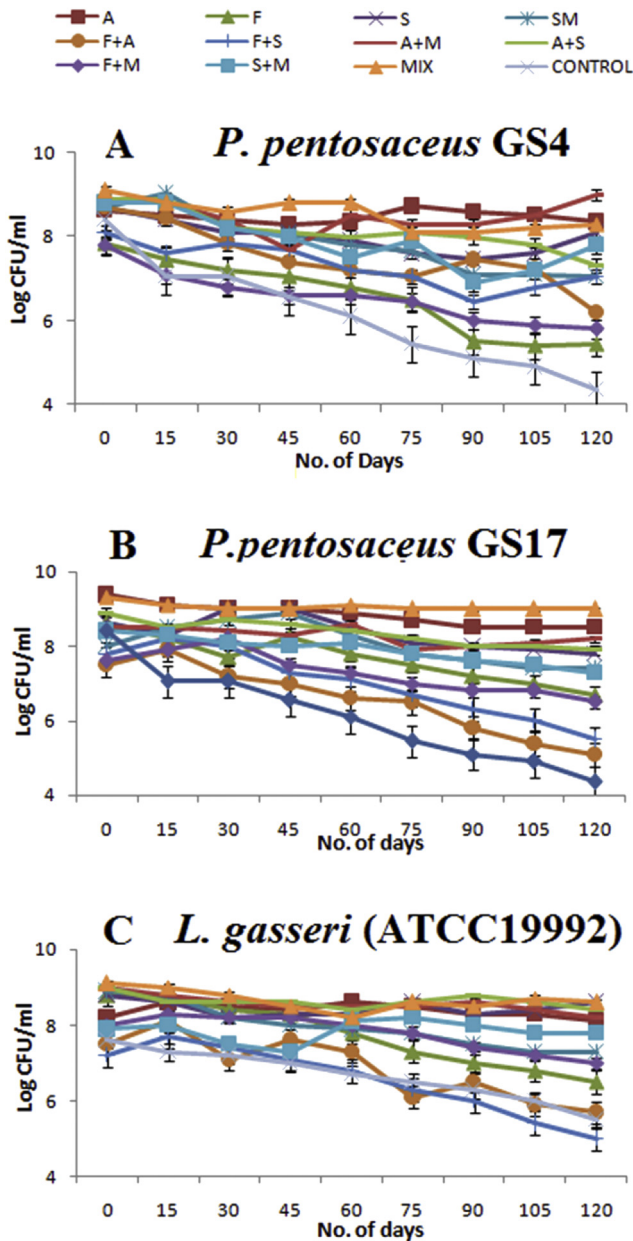 A F S SM
F+A F+S A+M A+S
F+M S+M MIX CONTROL
A P. pentosaceus GS4
10
8
6
4
Log CFU/ml
0 15 30 45 60 75 90 105 120
No. of Days
B P.pentosaceus GS17
10
8
6
4
Log CFU/ml
0 15 30 45 60 75 90 105 120
No. of days
C L. gasseri (ATCC19992)
10
8
6
4
Log CFU/ml
0 15 30 45 60 75 90 105 120
No. of days